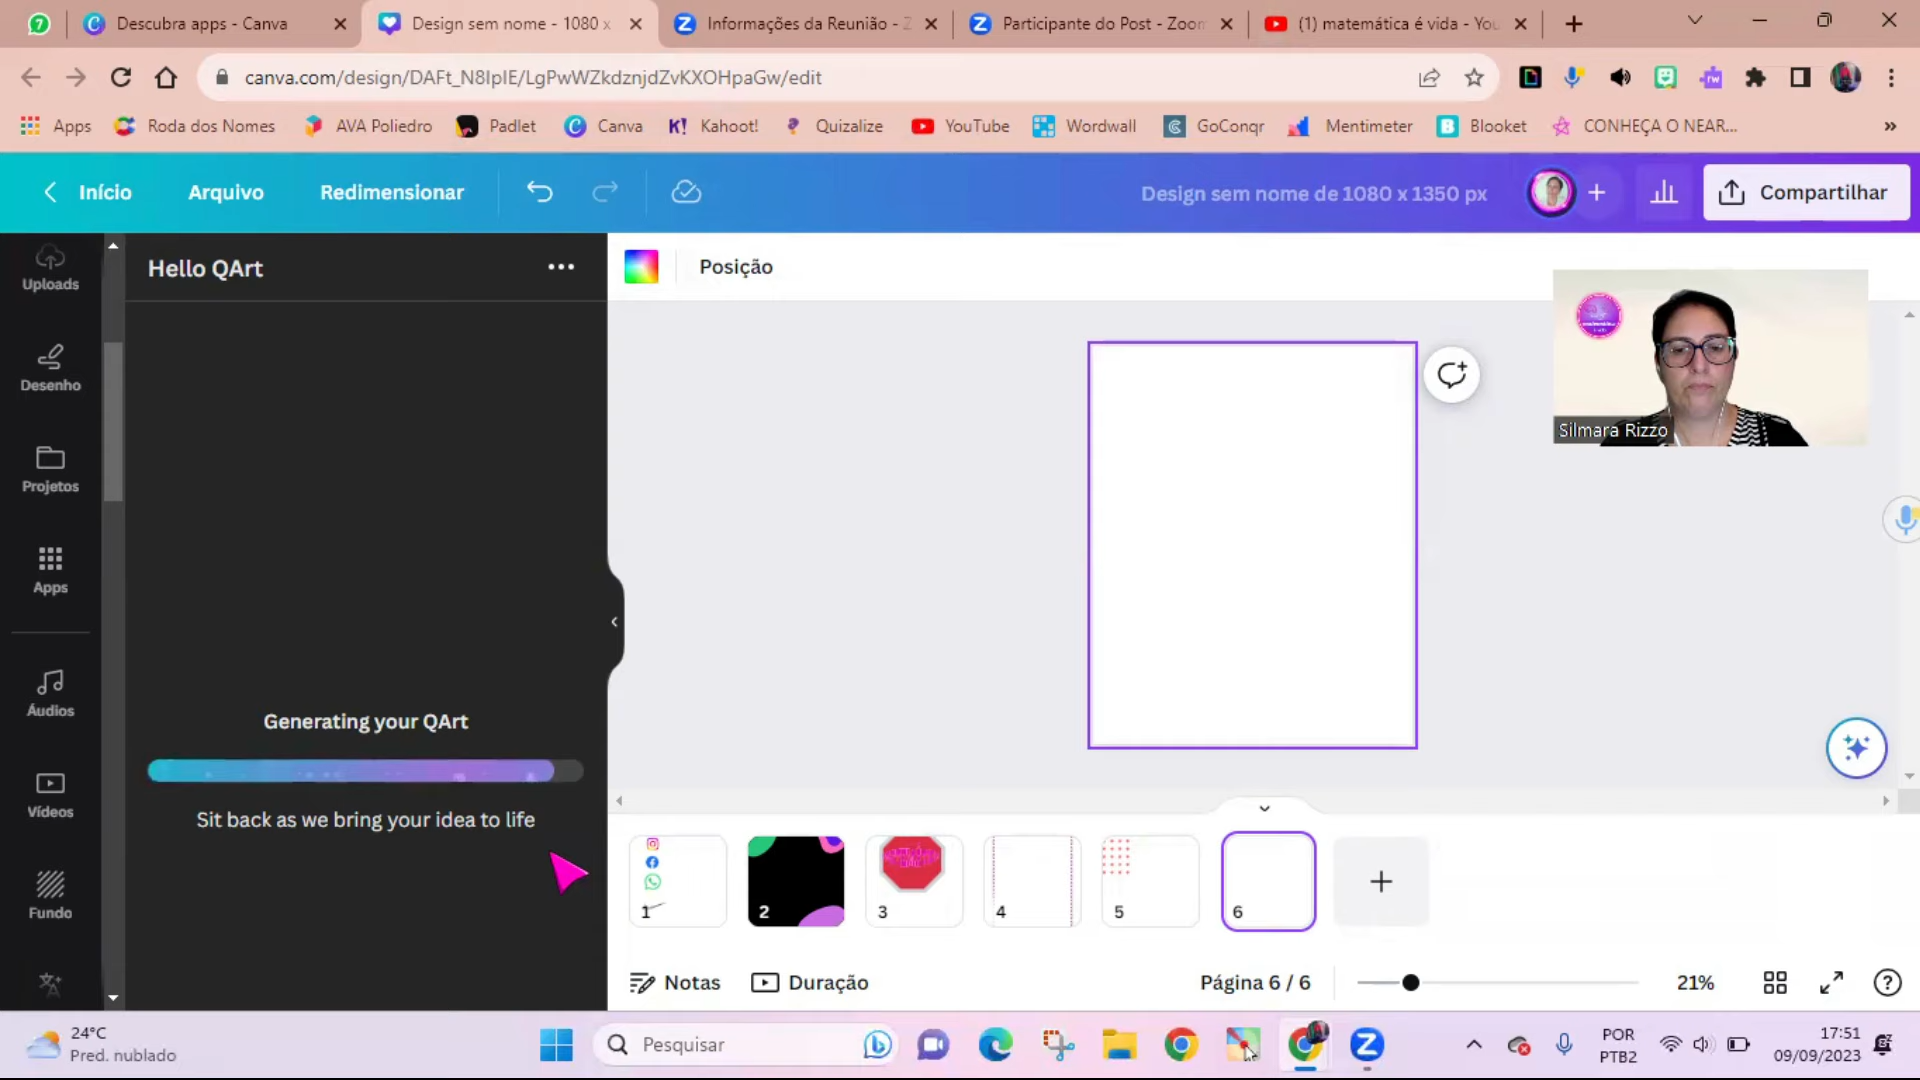 7
Descubra apps - Canva
Design sem nome - 1080 x
Informações da Reunião - Z
Participante do Post - Zoom
(1) matemática é vida - You
canva.com/design/DAFt_N8IpIE/LgPwWZkdznjdZvKXOHpaGw/edit
Apps
Roda dos Nomes
AVA Poliedro
Padlet
Canva
K! Kahoot!
Quizalize
YouTube
Wordwall
GoConqr
Mentimeter
B Blooket
CONHEÇA O NEAR...
Início
Arquivo
Redimensionar
Design sem nome de 1080 x 1350 px
Compartilhar
Uploads
Desenho
Projetos
Apps
Áudios
Vídeos
Fundo
Hello QArt
Generating your QArt
Sit back as we bring your idea to life
Posição
Silmara Rizzo
1
2
3
4
5
6
Notas
Duração
Página 6 / 6
21%
24°C
Pred. nublado
Pesquisar
POR
PTB2
17:51
09/09/2023